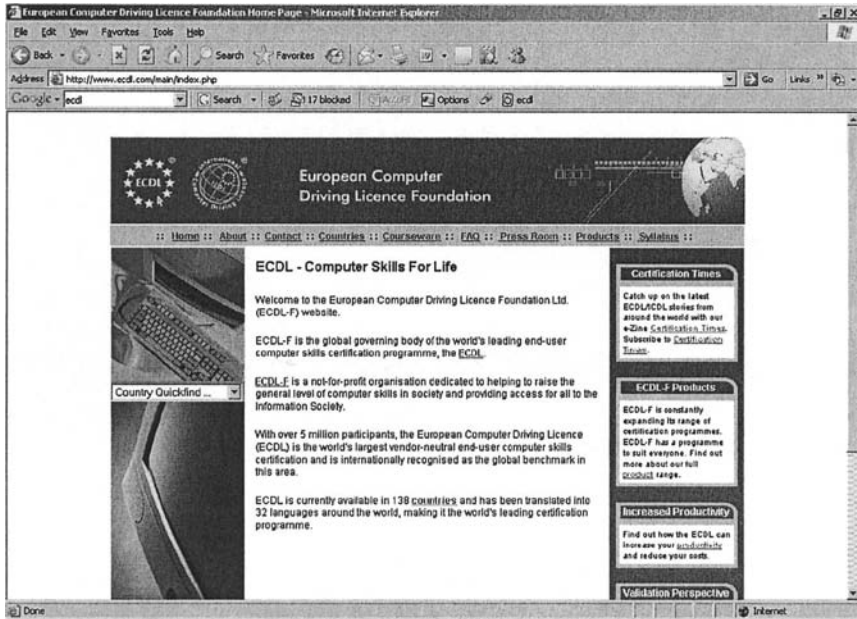 European Computer Driving Licence Foundation Home Page - Microsoft Internet Explorer
File Edit View Favorites Tools Help
Back Search Favorites
Address http://www.ecdl.com/main/index.php Go Links »
Google ecdl Search 117 blocked AutoFill Options ecdl
ECDL
European Computer
Driving Licence Foundation
:: Home :: About :: Contact :: Countries :: Courseware :: FAQ :: Press Room :: Products :: Syllabus ::
ECDL - Computer Skills For Life
Welcome to the European Computer Driving Licence Foundation Ltd.
(ECDL-F) website.
ECDL-F is the global governing body of the world's leading end-user
computer skills certification programme, the ECDL.
ECDL-F is a not-for-profit organisation dedicated to helping to raise the
general level of computer skills in society and providing access for all to the
Information Society.
With over 5 million participants, the European Computer Driving Licence
(ECDL) is the world's largest vendor-neutral end-user computer skills
certification and is internationally recognised as the global benchmark in
this area.
ECDL is currently available in 138 countries and has been translated into
32 languages around the world, making it the world's leading certification
programme.
Country Quickfind ...
Certification Times
Catch up on the latest
ECDL/ICDL stories from
around the world with our
e-Zine Certification Times.
Subscribe to Certification
Times.
ECDL-F Products
ECDL-F is constantly
expanding its range of
certification programmes.
ECDL-F has a programme
to suit everyone. Find out
more about our full
product range.
Increased Productivity
Find out how the ECDL can
increase your productivity
and reduce your costs.
Validation Perspective
Done Internet